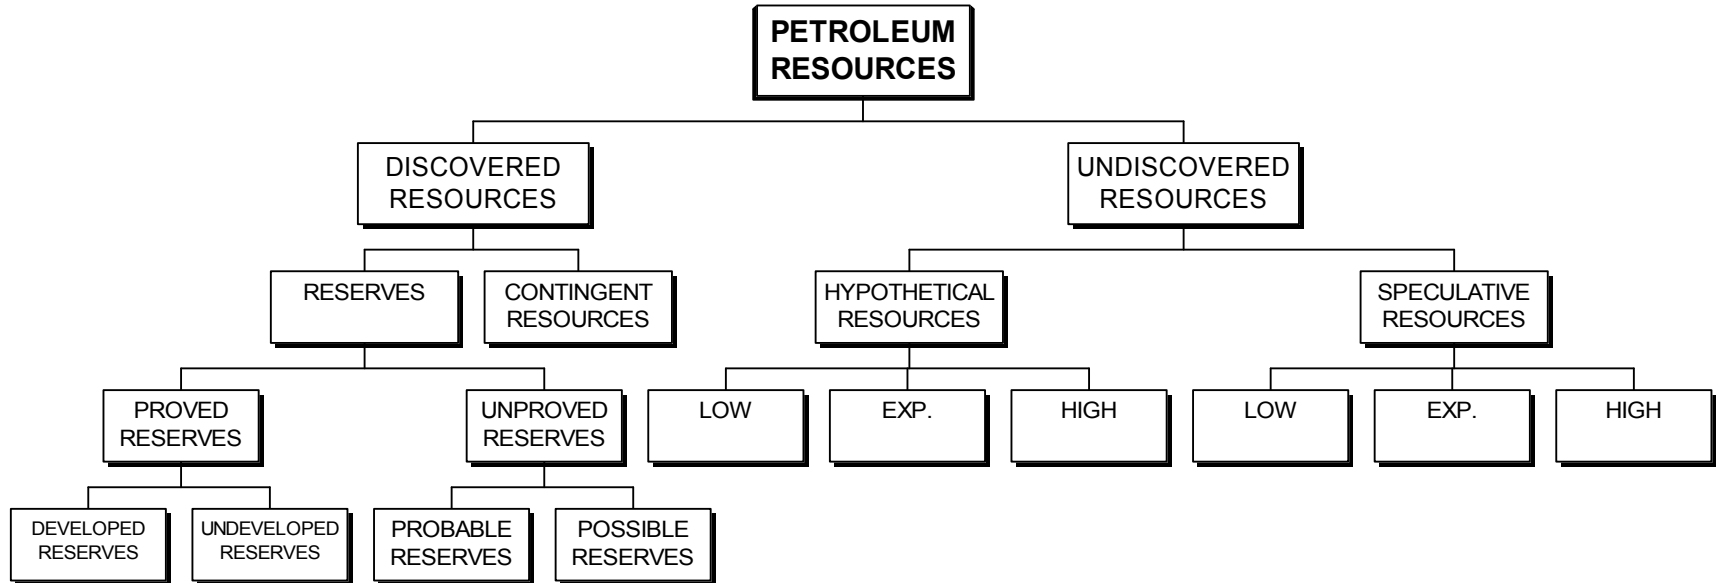 PETROLEUM
RESOURCES
DISCOVERED
RESOURCES
UNDISCOVERED
RESOURCES
RESERVES
CONTINGENT
RESOURCES
HYPOTHETICAL
RESOURCES
SPECULATIVE
RESOURCES
PROVED
RESERVES
UNPROVED
RESERVES
LOW
EXP.
HIGH
LOW
EXP.
HIGH
DEVELOPED
RESERVES
UNDEVELOPED
RESERVES
PROBABLE
RESERVES
POSSIBLE
RESERVES